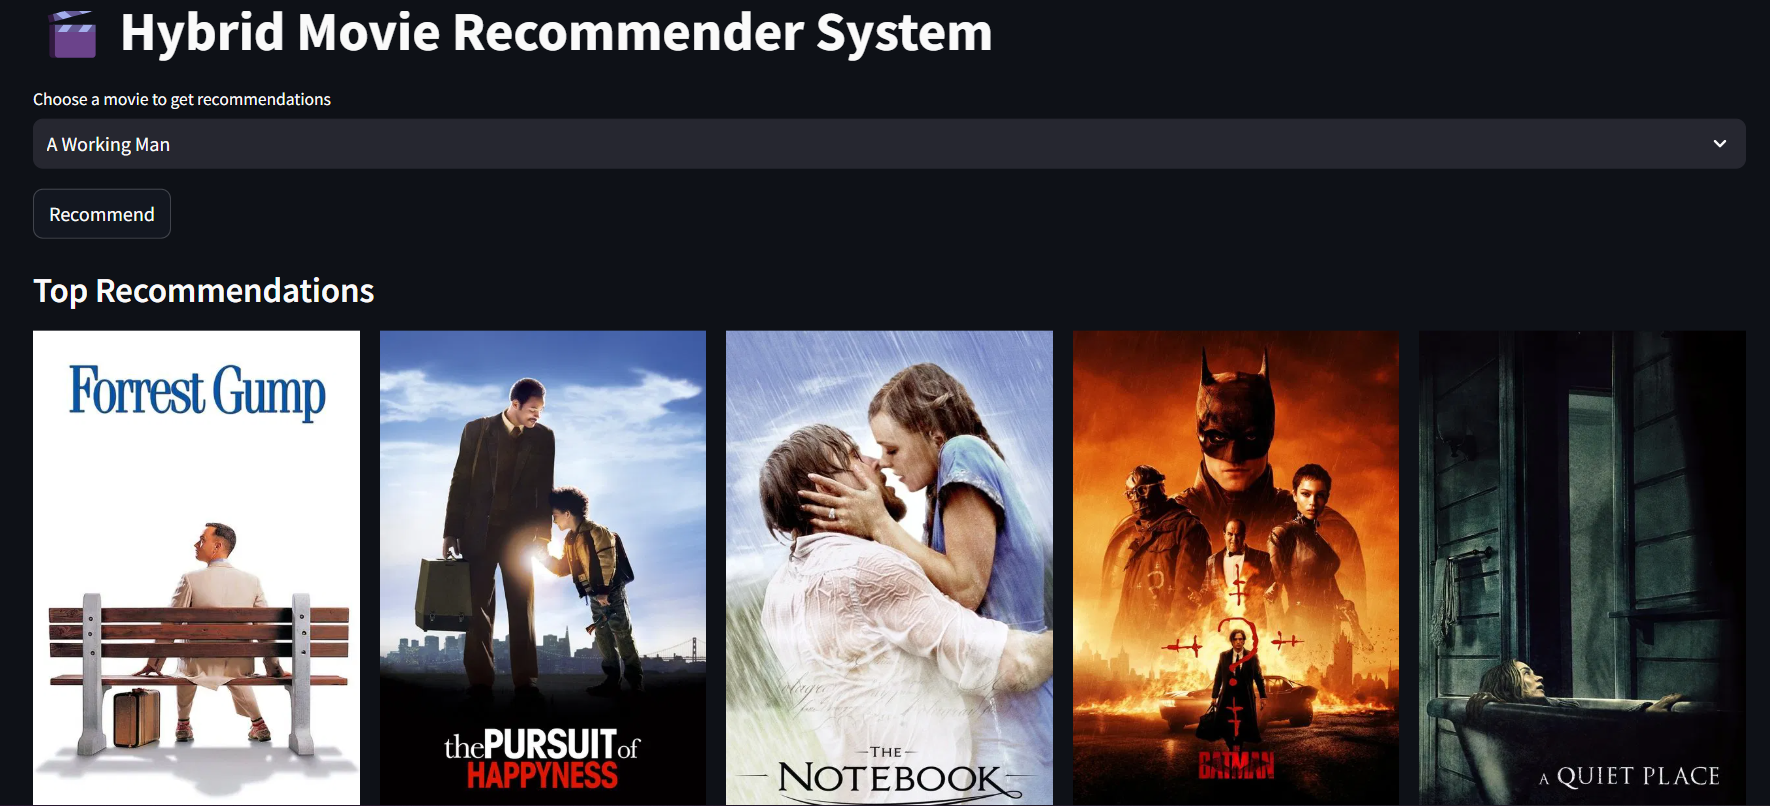 Hybrid Movie Recommender System
Choose a movie to get recommendations
A Working Man
Recommend
Top Recommendations
Forrest Gump
the PURSUIT of
HAPPYNESS
THE
NOTEBOOK
THE BATMAN
A QUIET PLACE